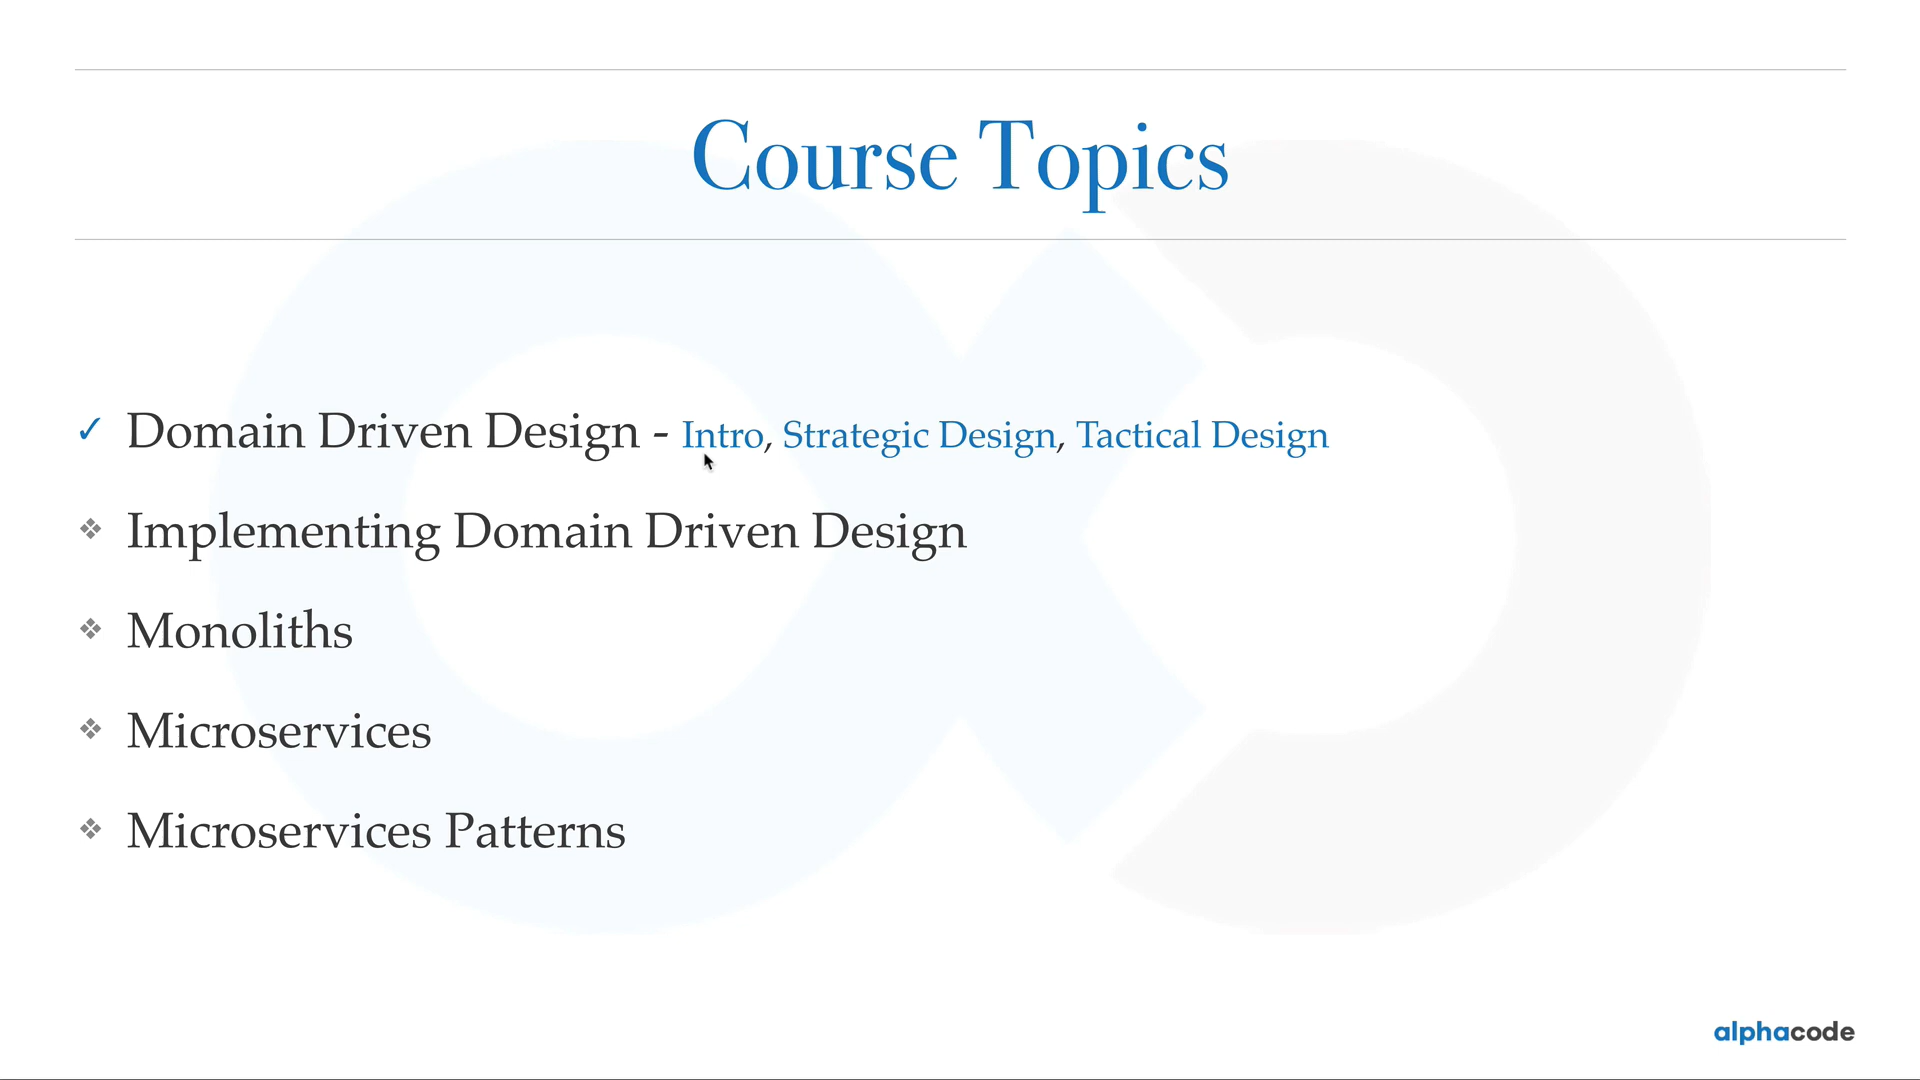 Course Topics
✓ Domain Driven Design - Intro, Strategic Design, Tactical Design
❖ Implementing Domain Driven Design
❖ Monoliths
❖ Microservices
❖ Microservices Patterns
alphacode